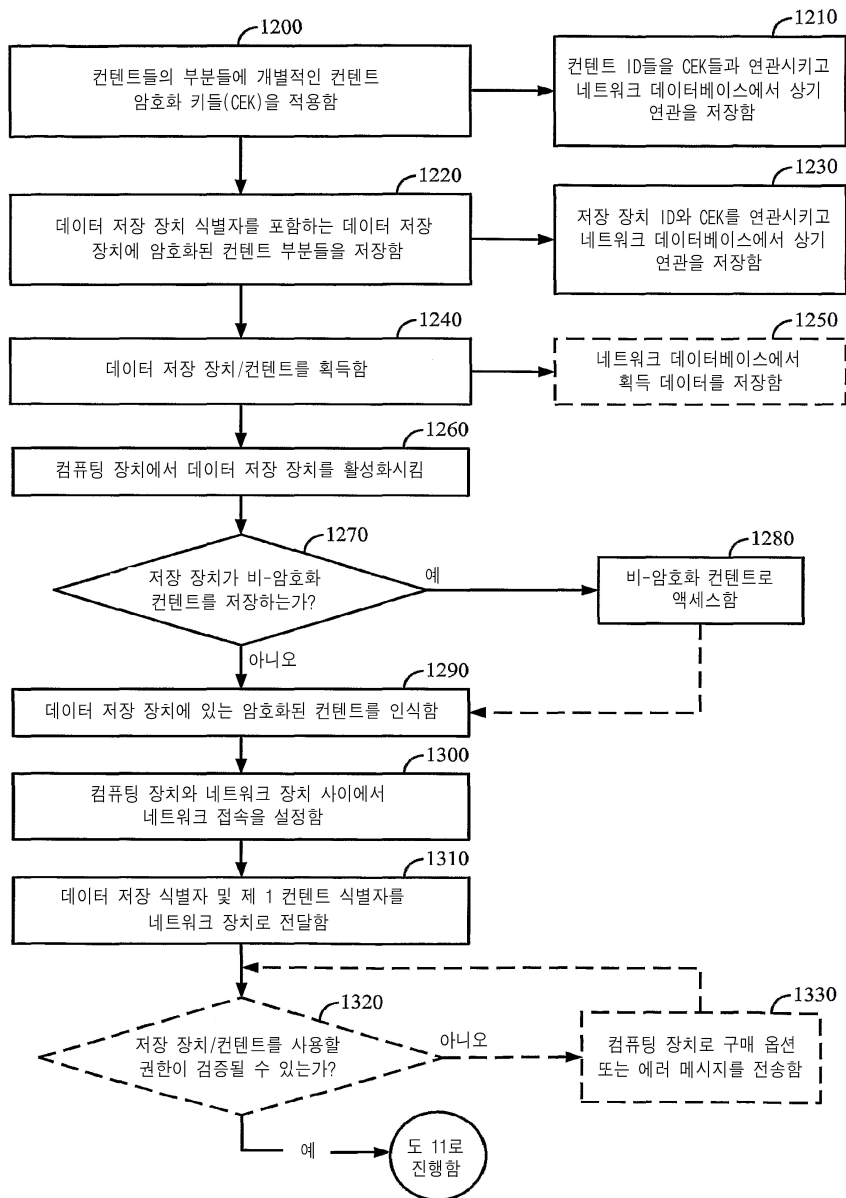 1200
컨텐트들의 부분들에 개별적인 컨텐트
암호화 키들(CEK)을 적용함
1210
컨텐트 ID들을 CEK들과 연관시키고
네트워크 데이터베이스에서 상기
연관을 저장함
1220
데이터 저장 장치 식별자를 포함하는 데이터 저장
장치에 암호화된 컨텐트 부분들을 저장함
1230
저장 장치 ID와 CEK를 연관시키고
네트워크 데이터베이스에서 상기
연관을 저장함
1240
데이터 저장 장치/컨텐트를 획득함
1250
네트워크 데이터베이스에서
획득 데이터를 저장함
1260
컴퓨팅 장치에서 데이터 저장 장치를 활성화시킴
1270
저장 장치가 비-암호화
컨텐트를 저장하는가?
예
1280
비-암호화 컨텐트로
액세스함
아니오
1290
데이터 저장 장치에 있는 암호화된 컨텐트를 인식함
1300
컴퓨팅 장치와 네트워크 장치 사이에서
네트워크 접속을 설정함
1310
데이터 저장 식별자 및 제 1 컨텐트 식별자를
네트워크 장치로 전달함
1320
저장 장치/컨텐트를 사용할
권한이 검증될 수 있는가?
아니오
1330
컴퓨팅 장치로 구매 옵션
또는 에러 메시지를 전송함
예
도 11로
진행함